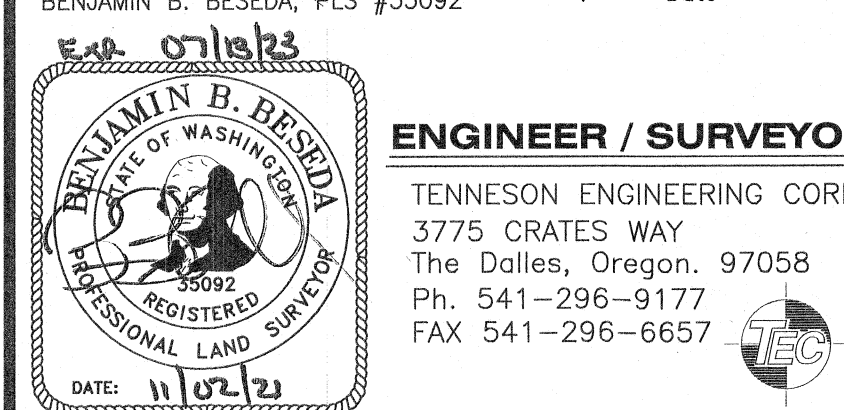 BENJAMIN B. BESEDA, PLS #35092
EXP 07/13/23
BENJAMIN B. BESEDA
STATE OF WASHINGTON
35092
REGISTERED
PROFESSIONAL LAND SURVEYOR
DATE: 11/02/21
ENGINEER / SURVEYO
TENNESON ENGINEERING COR
3775 CRATES WAY
The Dalles, Oregon. 97058
Ph. 541-296-9177
FAX 541-296-6657
TEC